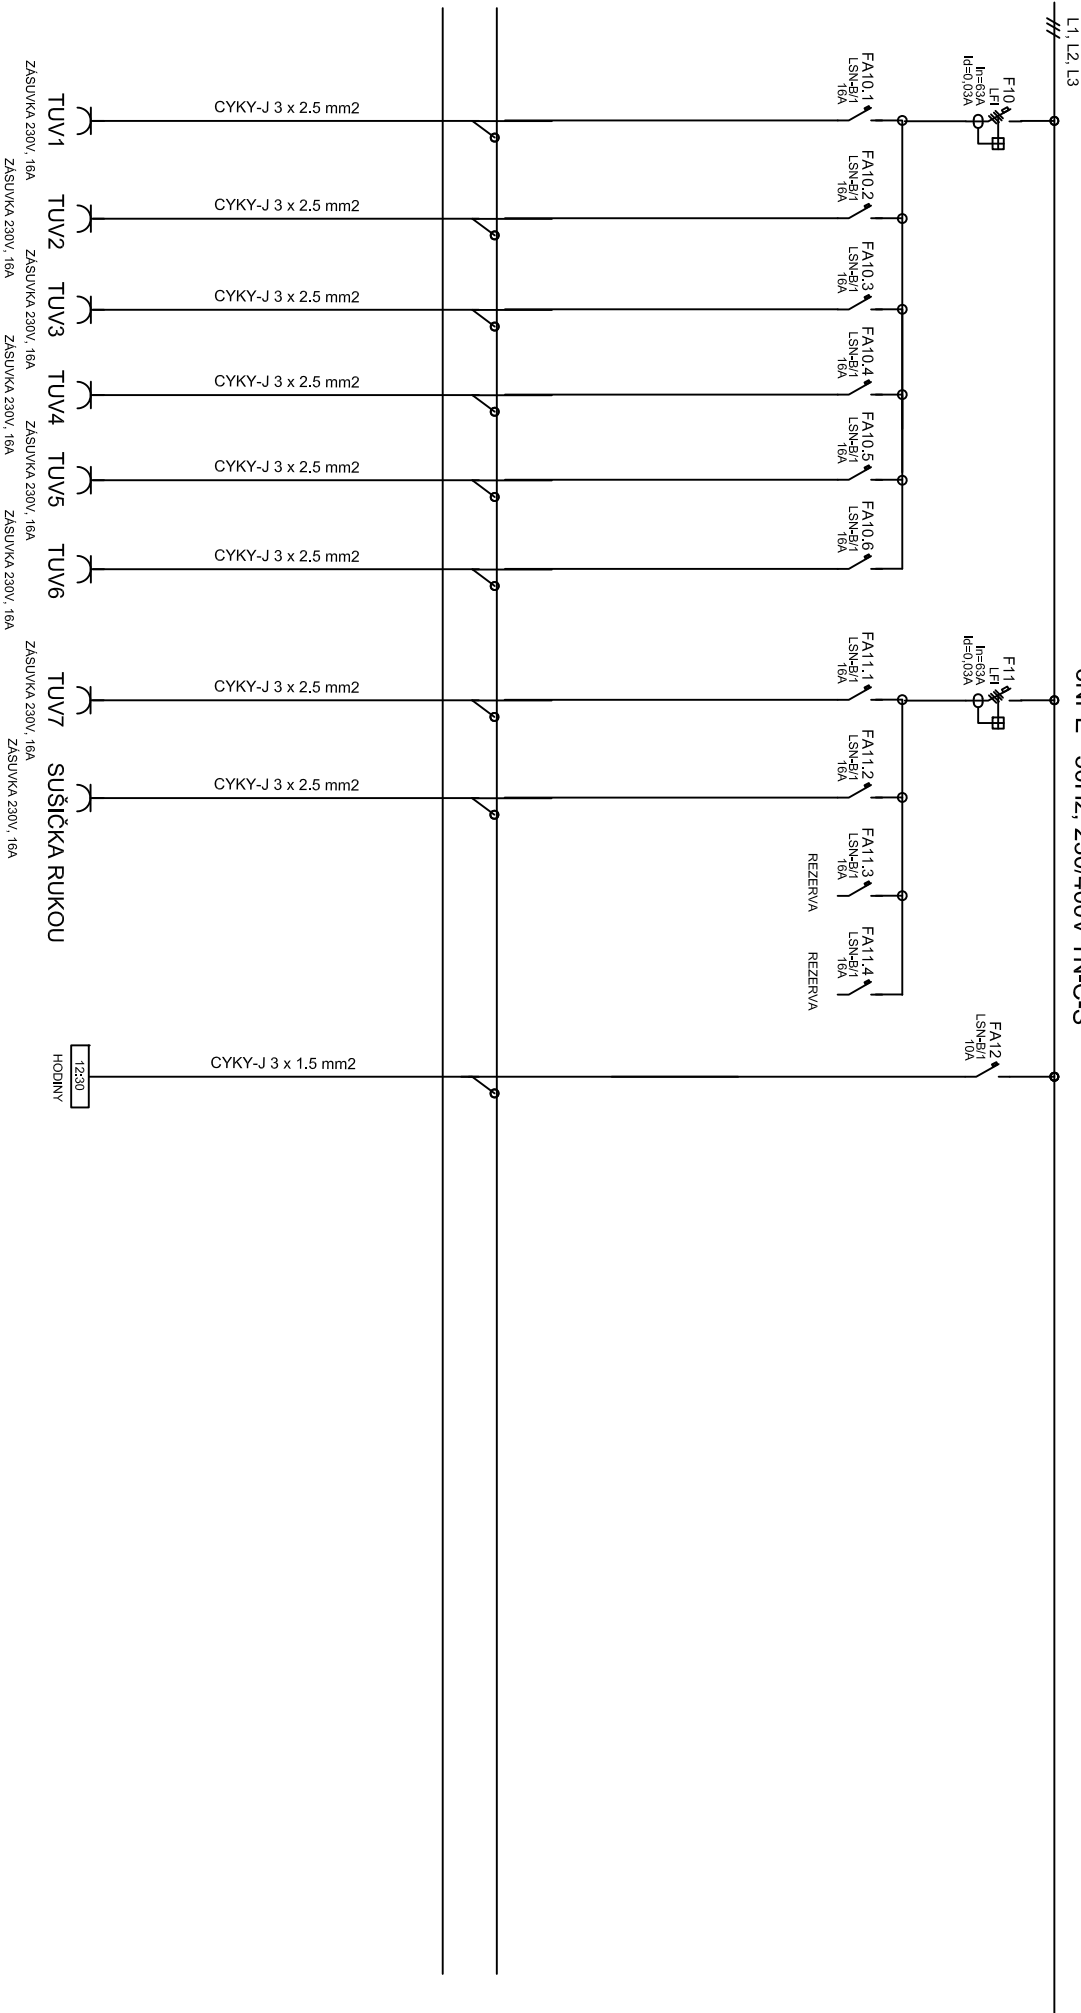 L1, L2, L3
50Hz, 230/400V TN-C-S
F10
LFI
In=63A
Id=0,03A
F11
LFI
In=63A
Id=0,03A
FA12
LSN-B/1
10A
FA10.1
LSN-B/1
16A
FA10.2
LSN-B/1
16A
FA10.3
LSN-B/1
16A
FA10.4
LSN-B/1
16A
FA10.5
LSN-B/1
16A
FA10.6
LSN-B/1
16A
FA11.1
LSN-B/1
16A
FA11.2
LSN-B/1
16A
FA11.3
LSN-B/1
16A
REZERVA
FA11.4
LSN-B/1
16A
REZERVA
CYKY-J 3 x 2.5 mm2
CYKY-J 3 x 2.5 mm2
CYKY-J 3 x 2.5 mm2
CYKY-J 3 x 2.5 mm2
CYKY-J 3 x 2.5 mm2
CYKY-J 3 x 2.5 mm2
CYKY-J 3 x 2.5 mm2
CYKY-J 3 x 2.5 mm2
CYKY-J 3 x 1.5 mm2
TUV1
ZÁSUVKA 230V, 16A
TUV2
ZÁSUVKA 230V, 16A
TUV3
ZÁSUVKA 230V, 16A
TUV4
ZÁSUVKA 230V, 16A
TUV5
ZÁSUVKA 230V, 16A
TUV6
ZÁSUVKA 230V, 16A
TUV7
ZÁSUVKA 230V, 16A
SUŠIČKA RUKOU
ZÁSUVKA 230V, 16A
12:30
HODINY